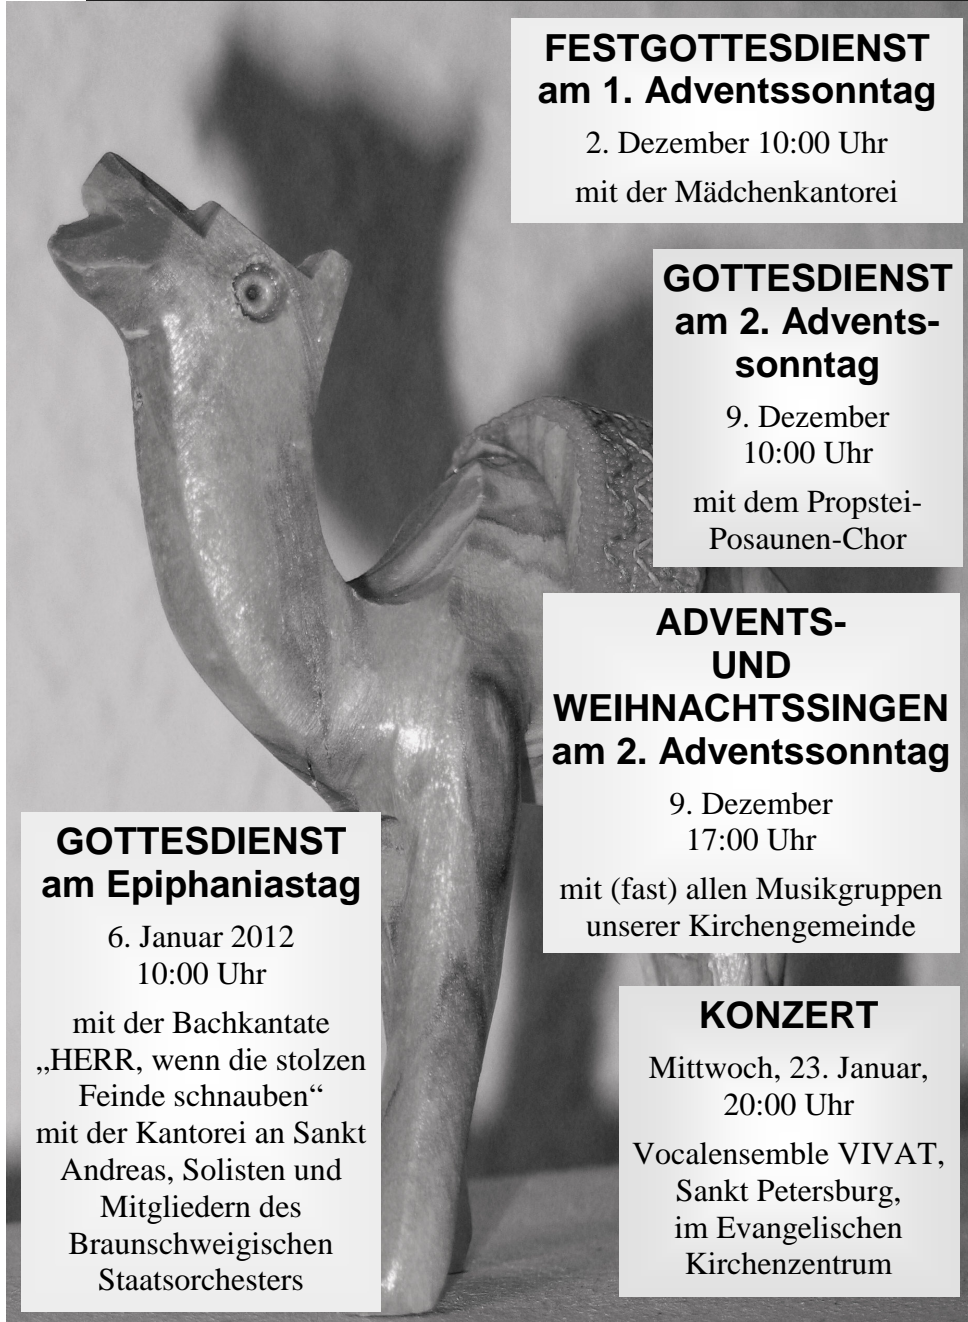 FESTGOTTESDIENST
am 1. Adventssonntag
2. Dezember 10:00 Uhr
mit der Mädchenkantorei
GOTTESDIENST
am 2. Advents-
sonntag
9. Dezember
10:00 Uhr
mit dem Propstei-
Posaunen-Chor
ADVENTS-
UND
WEIHNACHTSSINGEN
am 2. Adventssonntag
9. Dezember
17:00 Uhr
mit (fast) allen Musikgruppen
unserer Kirchengemeinde
GOTTESDIENST
am Epiphaniastag
6. Januar 2012
10:00 Uhr
mit der Bachkantate
„HERR, wenn die stolzen
Feinde schnauben“
mit der Kantorei an Sankt
Andreas, Solisten und
Mitgliedern des
Braunschweigischen
Staatsorchesters
KONZERT
Mittwoch, 23. Januar,
20:00 Uhr
Vocalensemble VIVAT,
Sankt Petersburg,
im Evangelischen
Kirchenzentrum